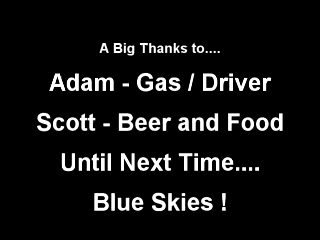 A Big Thanks to....
Adam - Gas / Driver
Scott - Beer and Food
Until Next Time....
Blue Skies !